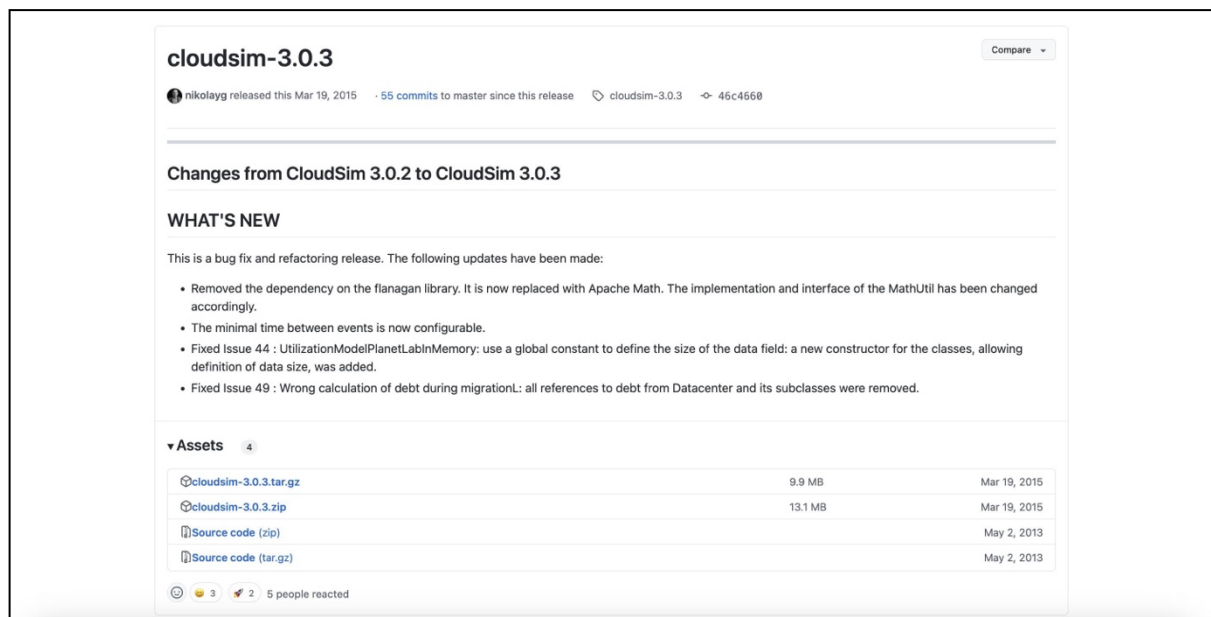 cloudsim-3.0.3
Compare
nikolayg released this Mar 19, 2015 · 55 commits to master since this release cloudsim-3.0.3 46c4660
Changes from CloudSim 3.0.2 to CloudSim 3.0.3
WHAT'S NEW
This is a bug fix and refactoring release. The following updates have been made:
• Removed the dependency on the flanagan library. It is now replaced with Apache Math. The implementation and interface of the MathUtil has been changed
accordingly.
• The minimal time between events is now configurable.
• Fixed Issue 44 : UtilizationModelPlanetLabInMemory: use a global constant to define the size of the data field: a new constructor for the classes, allowing
definition of data size, was added.
• Fixed Issue 49 : Wrong calculation of debt during migrationL: all references to debt from Datacenter and its subclasses were removed.
Assets 4
cloudsim-3.0.3.tar.gz 9.9 MB Mar 19, 2015
cloudsim-3.0.3.zip 13.1 MB Mar 19, 2015
Source code (zip) May 2, 2013
Source code (tar.gz) May 2, 2013
3 2 5 people reacted